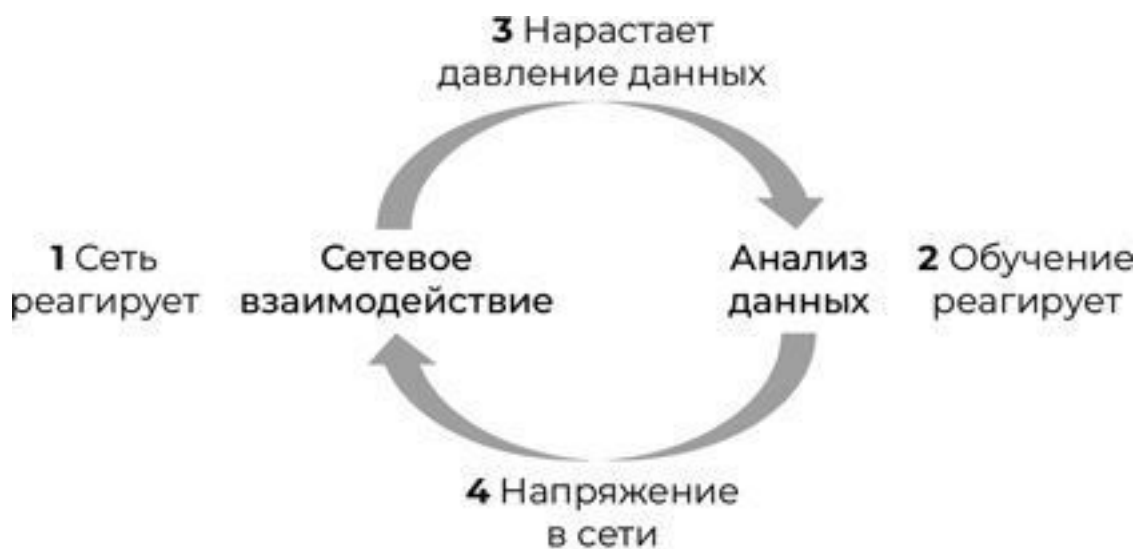 3 Нарастает
давление данных
1 Сеть
реагирует
Сетевое
взаимодействие
Анализ
данных
2 Обучение
реагирует
4 Напряжение
в сети